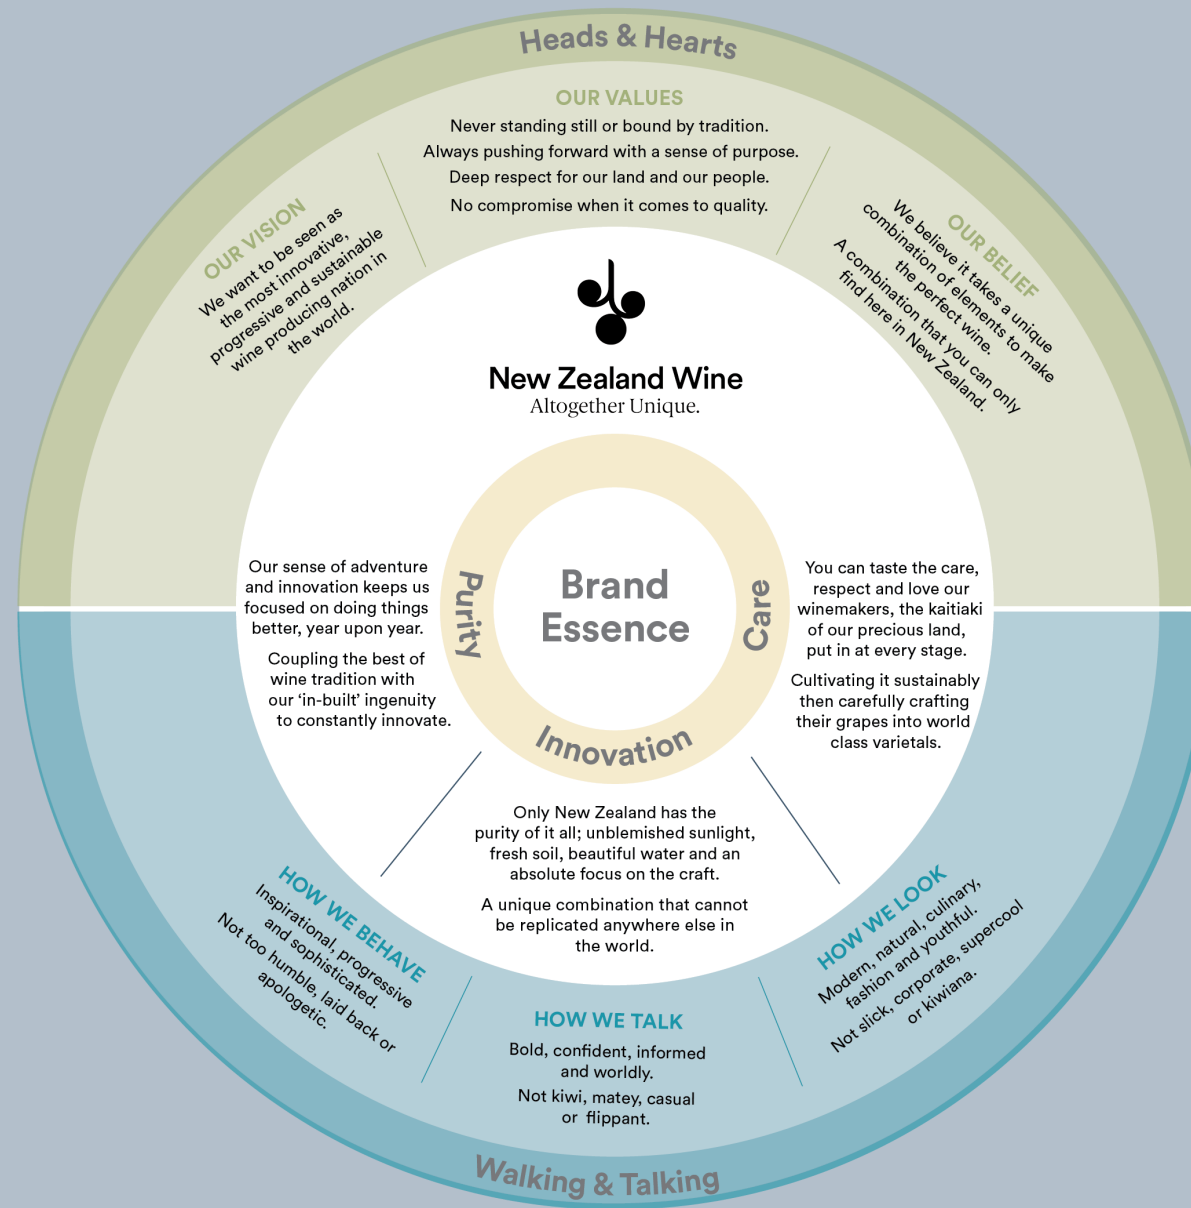 Heads & Hearts
OUR VALUES
Never standing still or bound by tradition.
Always pushing forward with a sense of purpose.
Deep respect for our land and our people.
No compromise when it comes to quality.
OUR VISION
We want to be seen as
the most innovative,
progressive and sustainable
wine producing nation in
the world.
OUR BELIEF
We believe it takes a unique
combination of elements to make
the perfect wine.
A combination that you can only
find here in New Zealand.
New Zealand Wine
Altogether Unique.
Brand
Essence
Purity
Care
Innovation
Our sense of adventure
and innovation keeps us
focused on doing things
better, year upon year.
Coupling the best of
wine tradition with
our ‘in-built’ ingenuity
to constantly innovate.
You can taste the care,
respect and love our
winemakers, the kaitiaki
of our precious land,
put in at every stage.
Cultivating it sustainably
then carefully crafting
their grapes into world
class varietals.
Only New Zealand has the
purity of it all; unblemished sunlight,
fresh soil, beautiful water and an
absolute focus on the craft.
A unique combination that cannot
be replicated anywhere else in
the world.
HOW WE BEHAVE
Inspirational, progressive
and sophisticated.
Not too humble, laid back or
apologetic.
HOW WE TALK
Bold, confident, informed
and worldly.
Not kiwi, matey, casual
or flippant.
HOW WE LOOK
Modern, natural, culinary,
fashion and youthful.
Not slick, corporate, supercool
or kiwiana.
Walking & Talking